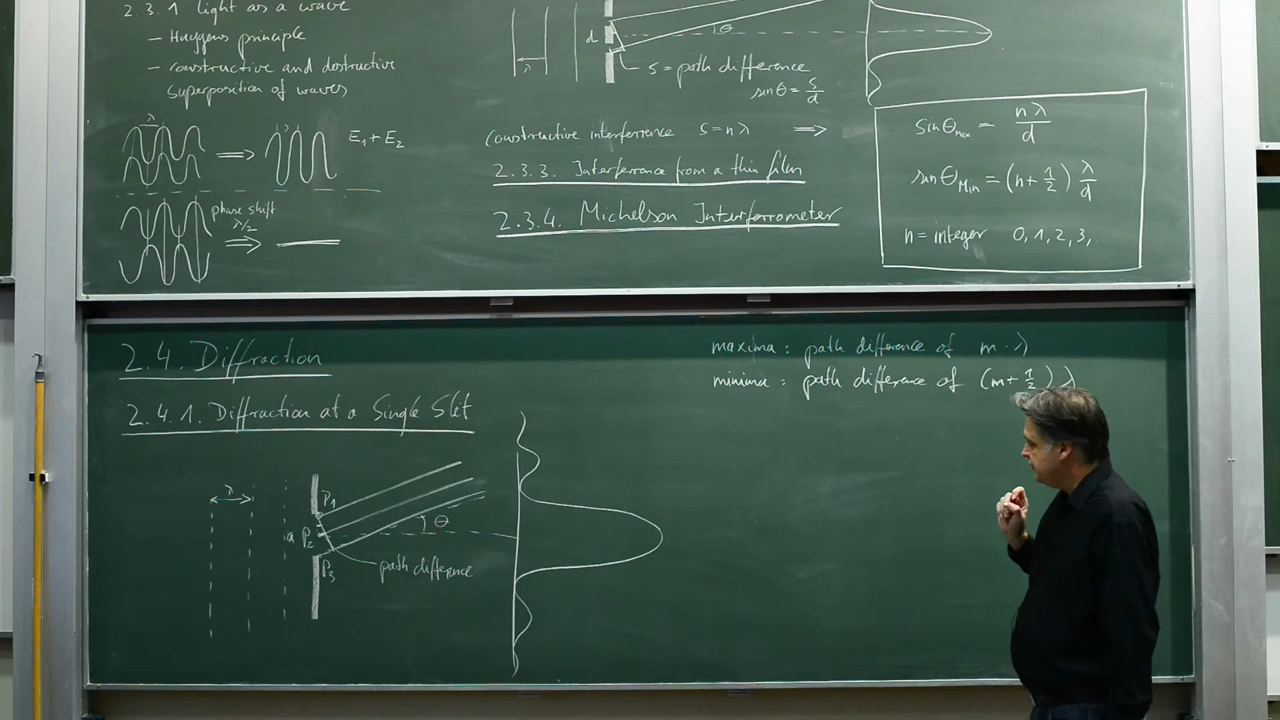 2.3.1 Light as a wave
- Huygens principle
- constructive and destructive
superposition of waves
λ
E₁ + E₂
phase shift
λ/2
λ
d
θ
s = path difference
sin θ = s/d
constructive interference s = n λ ⟹
2.3.3. Interference from a thin film
2.3.4. Michelson Interferrometer
sin θ_Max = nλ/d
sin θ_Min = (n + 1/2) λ/d
n = integer 0, 1, 2, 3, ...
2.4. Diffraction
2.4.1. Diffraction at a Single Slit
λ
P₁
a P₂
P₃
θ
path difference
maxima : path difference of m · λ
minima : path difference of (m + 1/2) λ